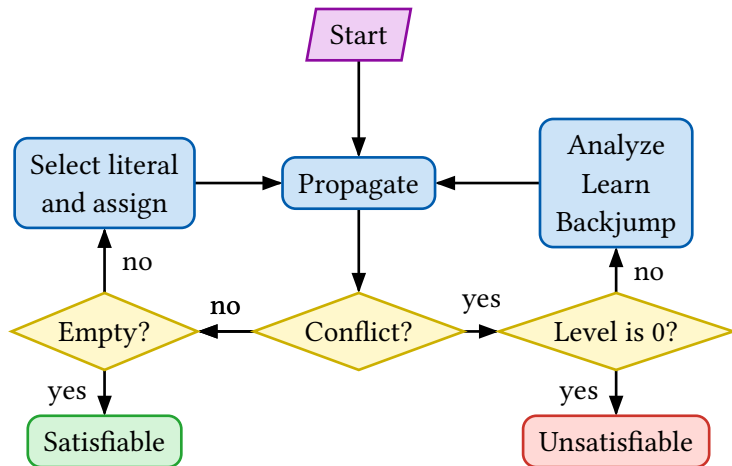 Start
Select literal
and assign
Propagate
Analyze
Learn
Backjump
no
no
yes
no
Empty?
Conflict?
Level is 0?
yes
yes
Satisfiable
Unsatisfiable